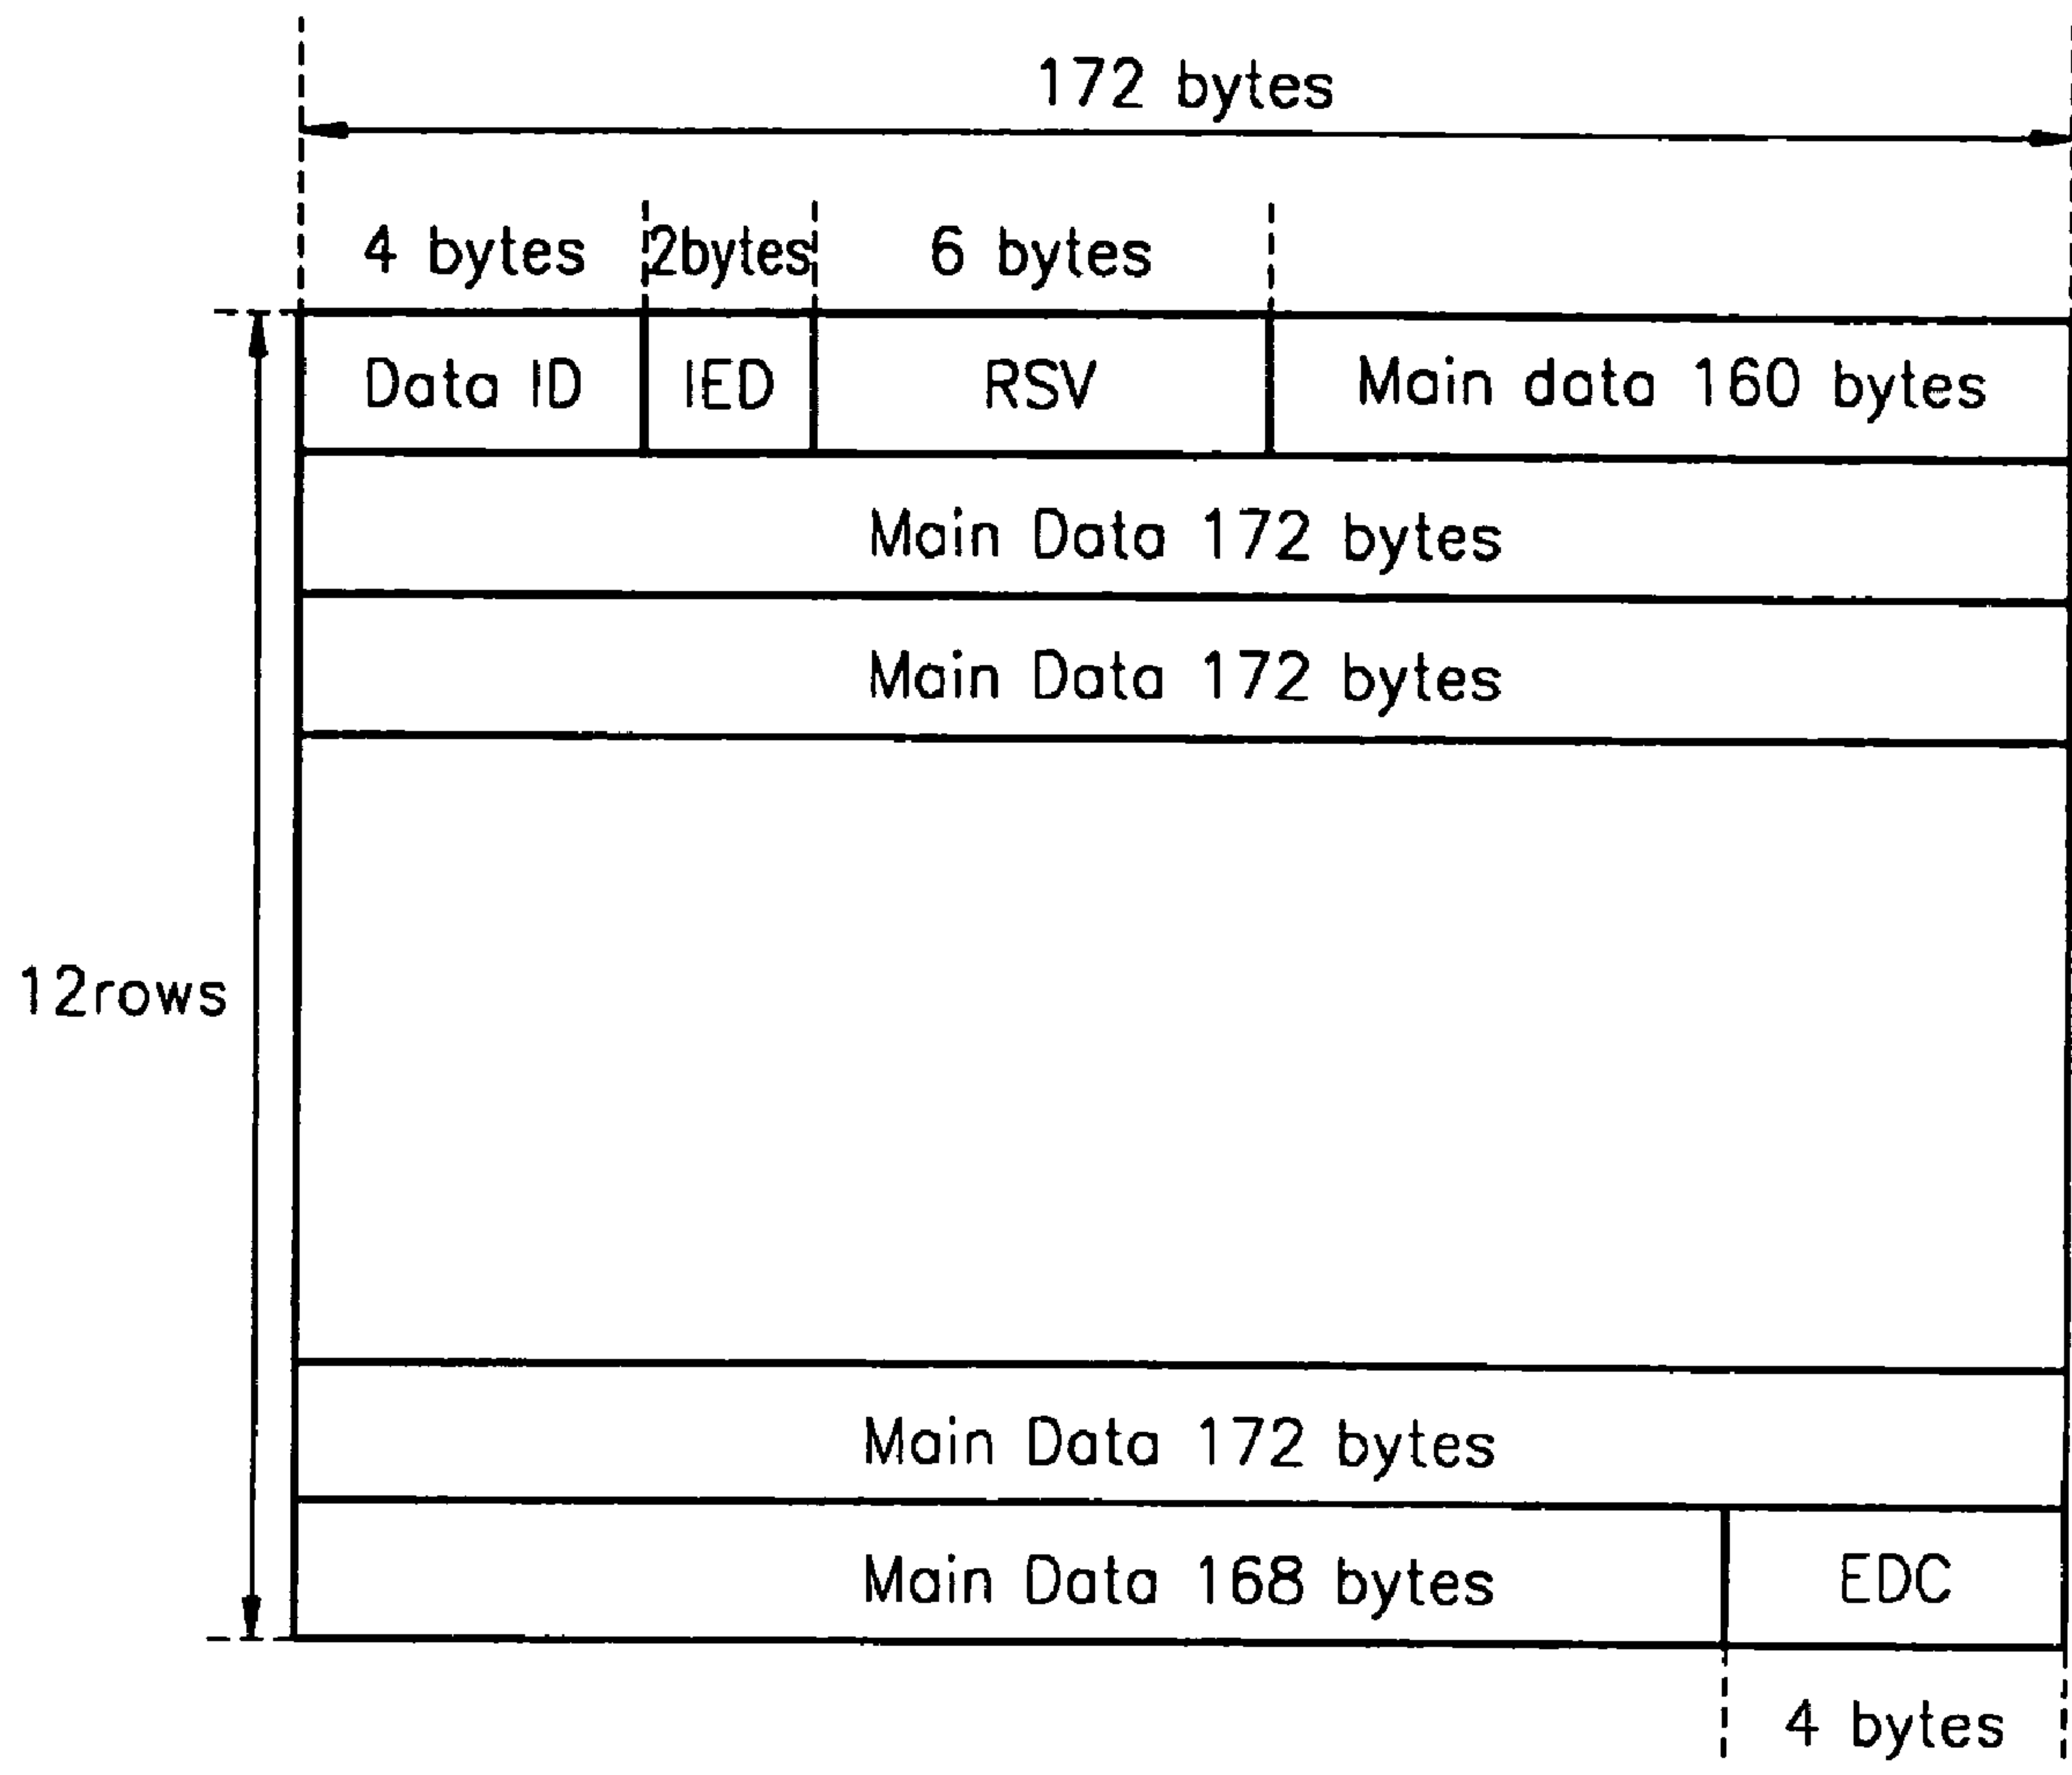 172 bytes
4 bytes 2bytes 6 bytes
Data ID IED RSV Main data 160 bytes
Main Data 172 bytes
Main Data 172 bytes
12rows
Main Data 172 bytes
Main Data 168 bytes EDC
4 bytes